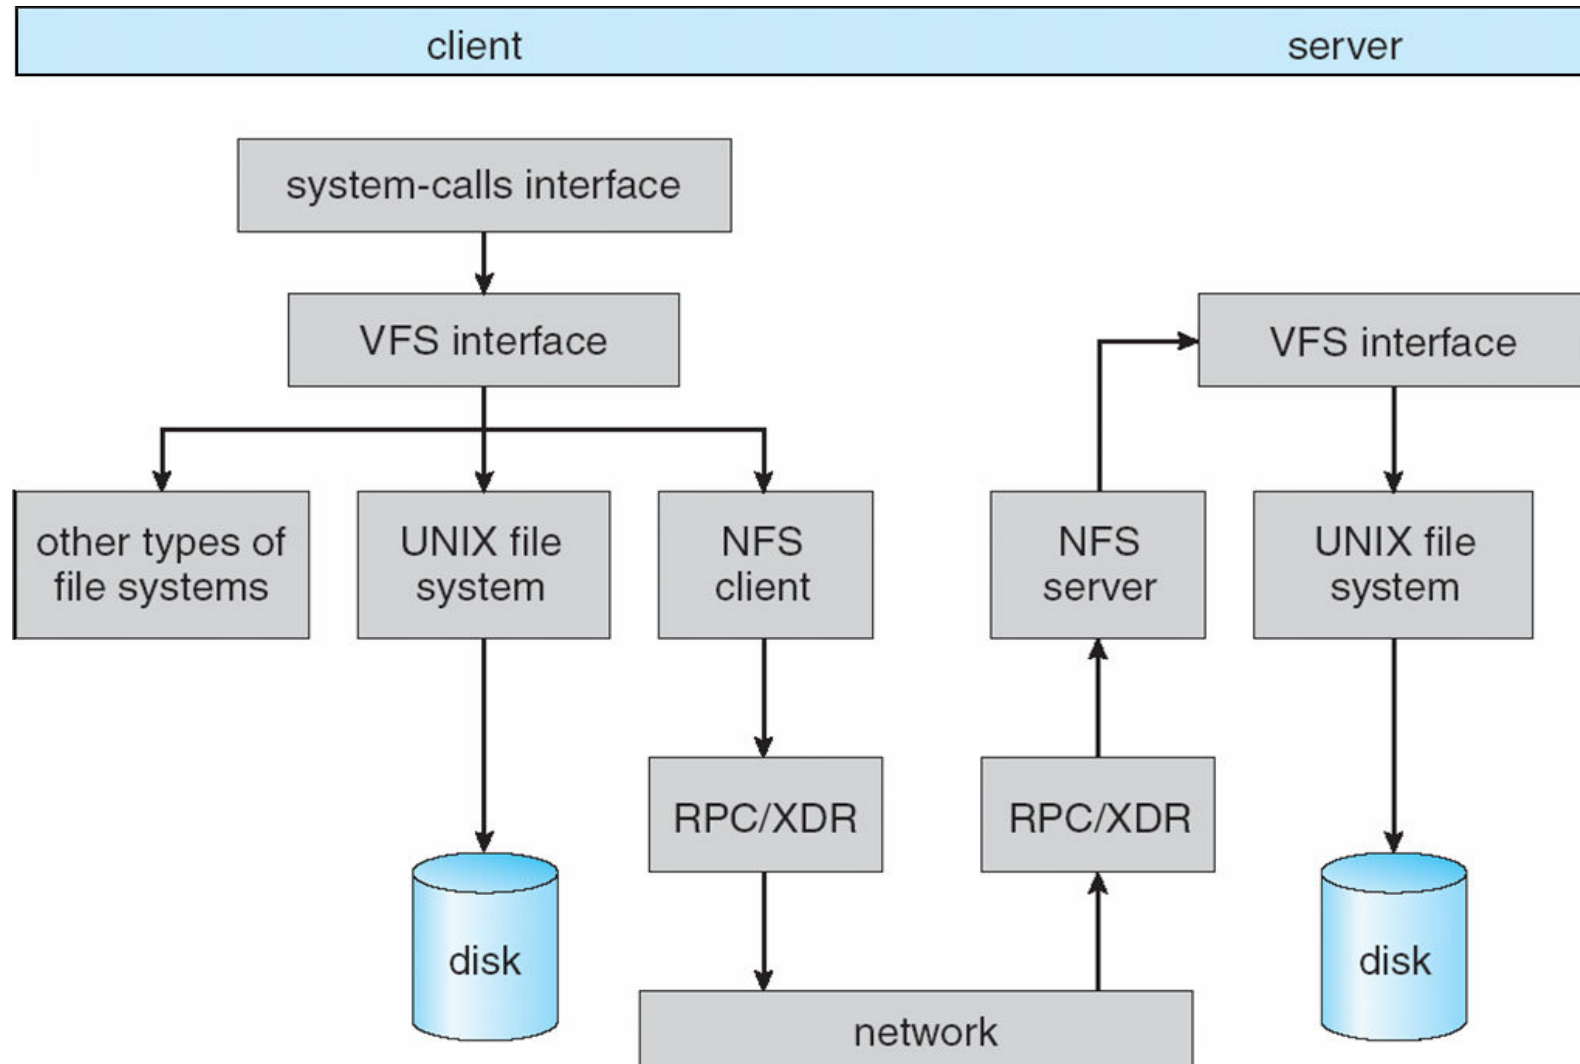 client
server
system-calls interface
VFS interface
VFS interface
other types of
file systems
UNIX file
system
NFS
client
NFS
server
UNIX file
system
RPC/XDR
RPC/XDR
disk
disk
network